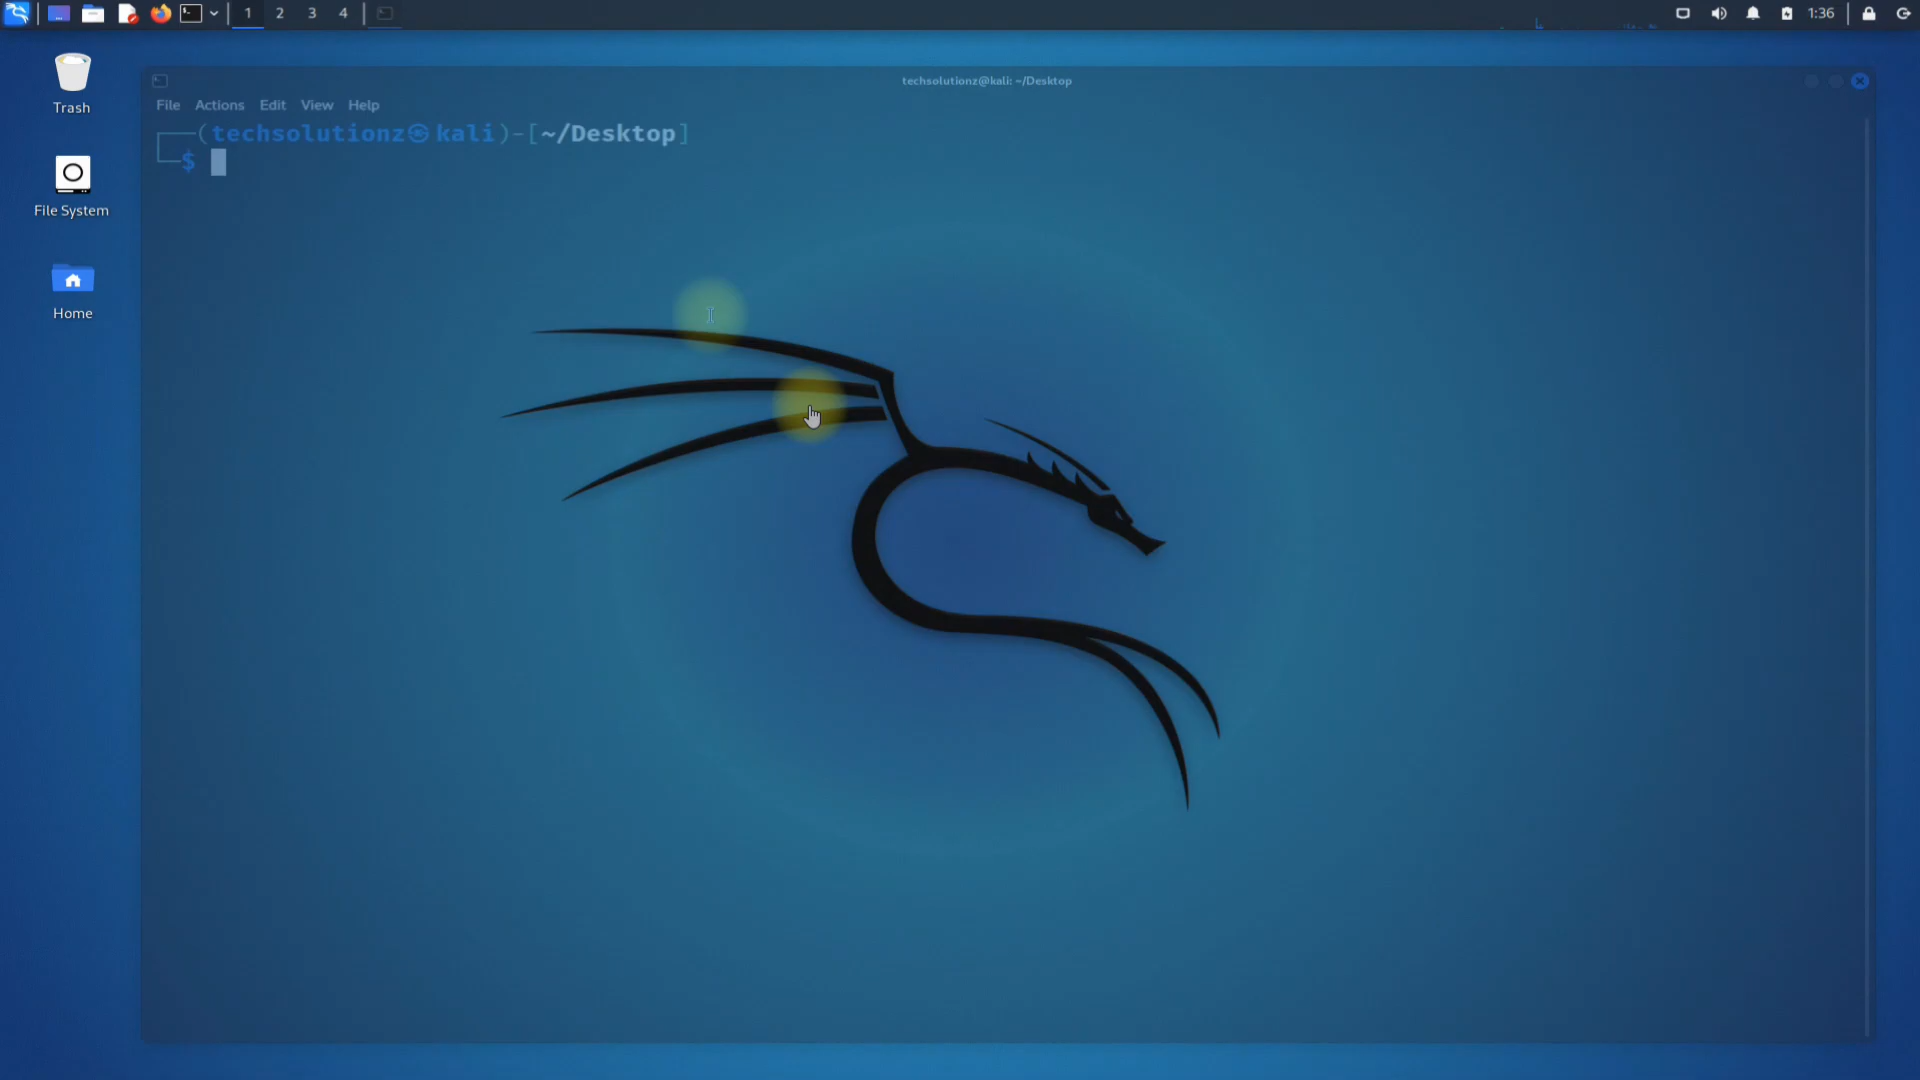 1 2 3 4
1:36
Trash
File System
Home
techsolutionz@kali: ~/Desktop
File Actions Edit View Help
(techsolutionz㉿kali)-[~/Desktop]
$